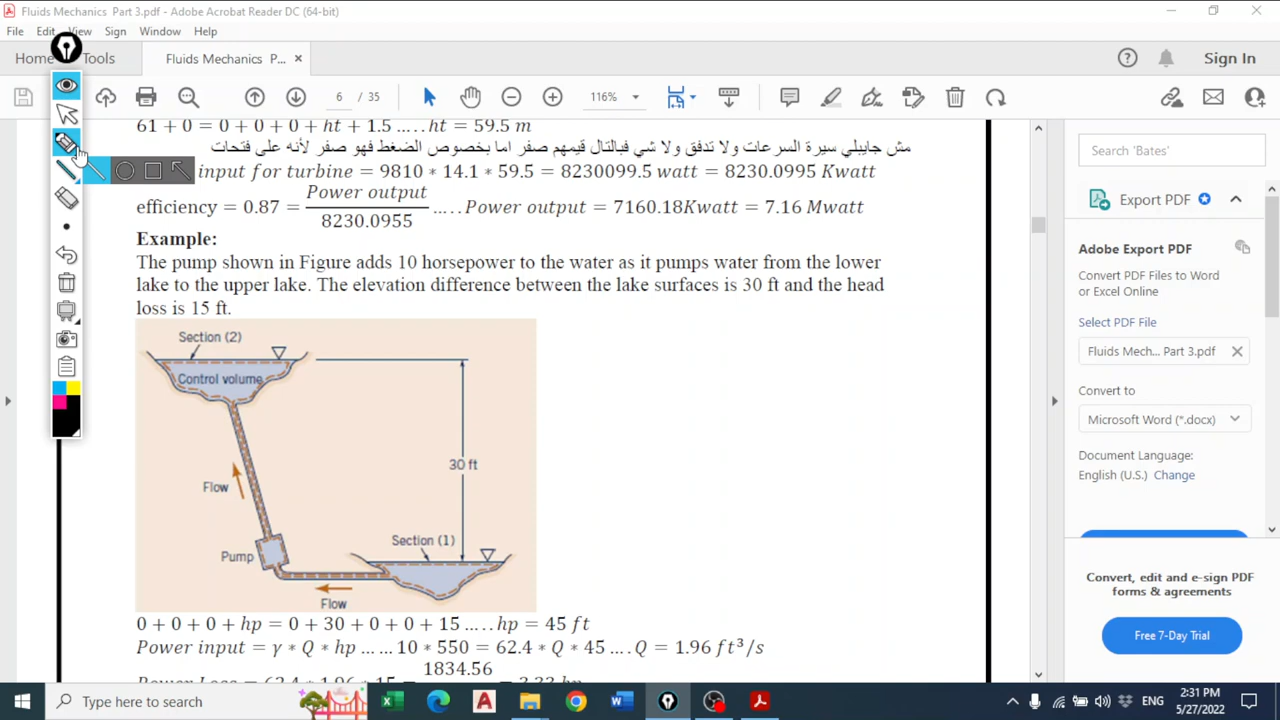 Fluids Mechanics Part 3.pdf - Adobe Acrobat Reader DC (64-bit)
File Edit View Sign Window Help
Home Tools Fluids Mechanics P... ×
Sign In
6 / 35 116%
61 + 0 = 0 + 0 + 0 + ht + 1.5 .... . ht = 59.5 m
مش جايبلي سيرة السرعات ولا تدفق ولا شي فبالتال قيمهم صفر اما بخصوص الضغط فهو صفر لأنه على فتحات
input for turbine = 9810 * 14.1 * 59.5 = 8230099.5 watt = 8230.0995 Kwatt
efficiency = 0.87 = Power output / 8230.0955 .... . Power output = 7160.18Kwatt = 7.16 Mwatt
Example:
The pump shown in Figure adds 10 horsepower to the water as it pumps water from the lower
lake to the upper lake. The elevation difference between the lake surfaces is 30 ft and the head
loss is 15 ft.
Section (2)
Control volume
30 ft
Flow
Section (1)
Pump
Flow
0 + 0 + 0 + hp = 0 + 30 + 0 + 0 + 15 .... . hp = 45 ft
Power input = γ * Q * hp ... ... 10 * 550 = 62.4 * Q * 45 ... . Q = 1.96 ft³/s
1834.56
Power Loss = 62.4 * 1.96 * 15 = = 3.33 hp
Search 'Bates'
Export PDF
Adobe Export PDF
Convert PDF Files to Word
or Excel Online
Select PDF File
Fluids Mech... Part 3.pdf ×
Convert to
Microsoft Word (*.docx)
Document Language:
English (U.S.) Change
Convert, edit and e-sign PDF
forms & agreements
Free 7-Day Trial
Type here to search
ENG
2:31 PM
5/27/2022